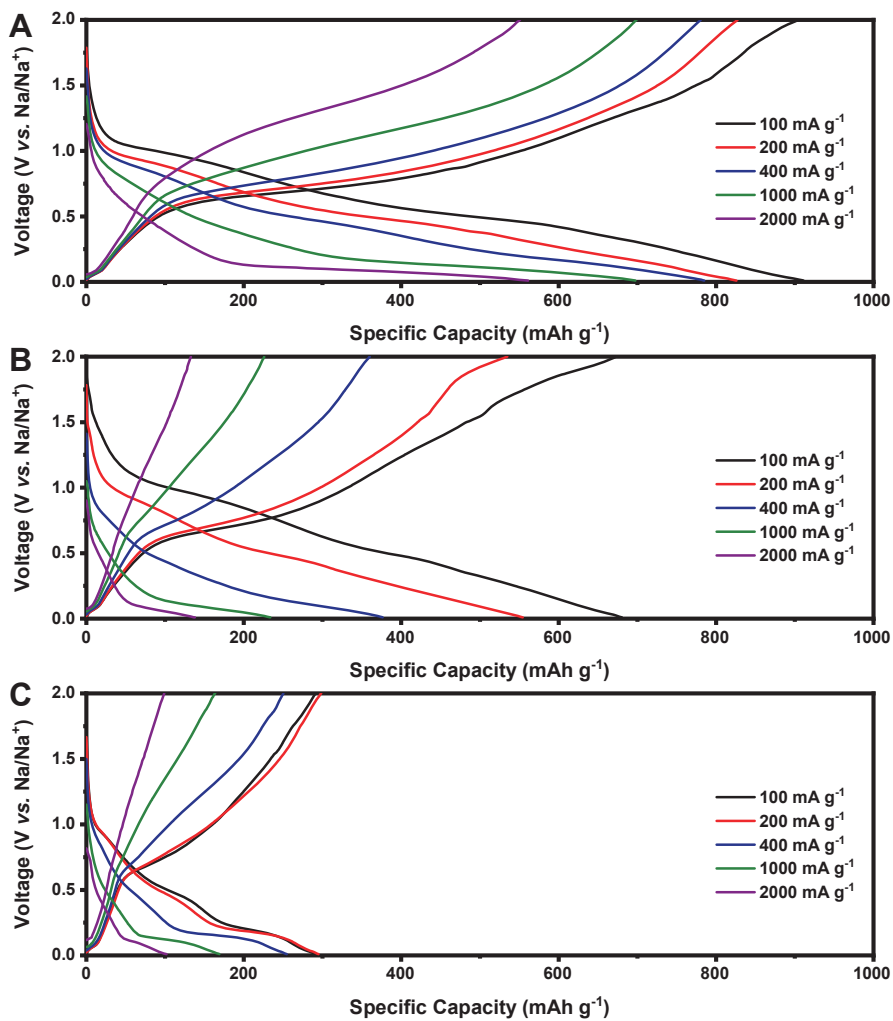 A
2.0
1.5
1.0
0.5
0.0
Voltage (V vs. Na/Na⁺)
100 mA g⁻¹
200 mA g⁻¹
400 mA g⁻¹
1000 mA g⁻¹
2000 mA g⁻¹
0 200 400 600 800 1000
Specific Capacity (mAh g⁻¹)
B
2.0
1.5
1.0
0.5
0.0
Voltage (V vs. Na/Na⁺)
100 mA g⁻¹
200 mA g⁻¹
400 mA g⁻¹
1000 mA g⁻¹
2000 mA g⁻¹
0 200 400 600 800 1000
Specific Capacity (mAh g⁻¹)
C
2.0
1.5
1.0
0.5
0.0
Voltage (V vs. Na/Na⁺)
100 mA g⁻¹
200 mA g⁻¹
400 mA g⁻¹
1000 mA g⁻¹
2000 mA g⁻¹
0 200 400 600 800 1000
Specific Capacity (mAh g⁻¹)